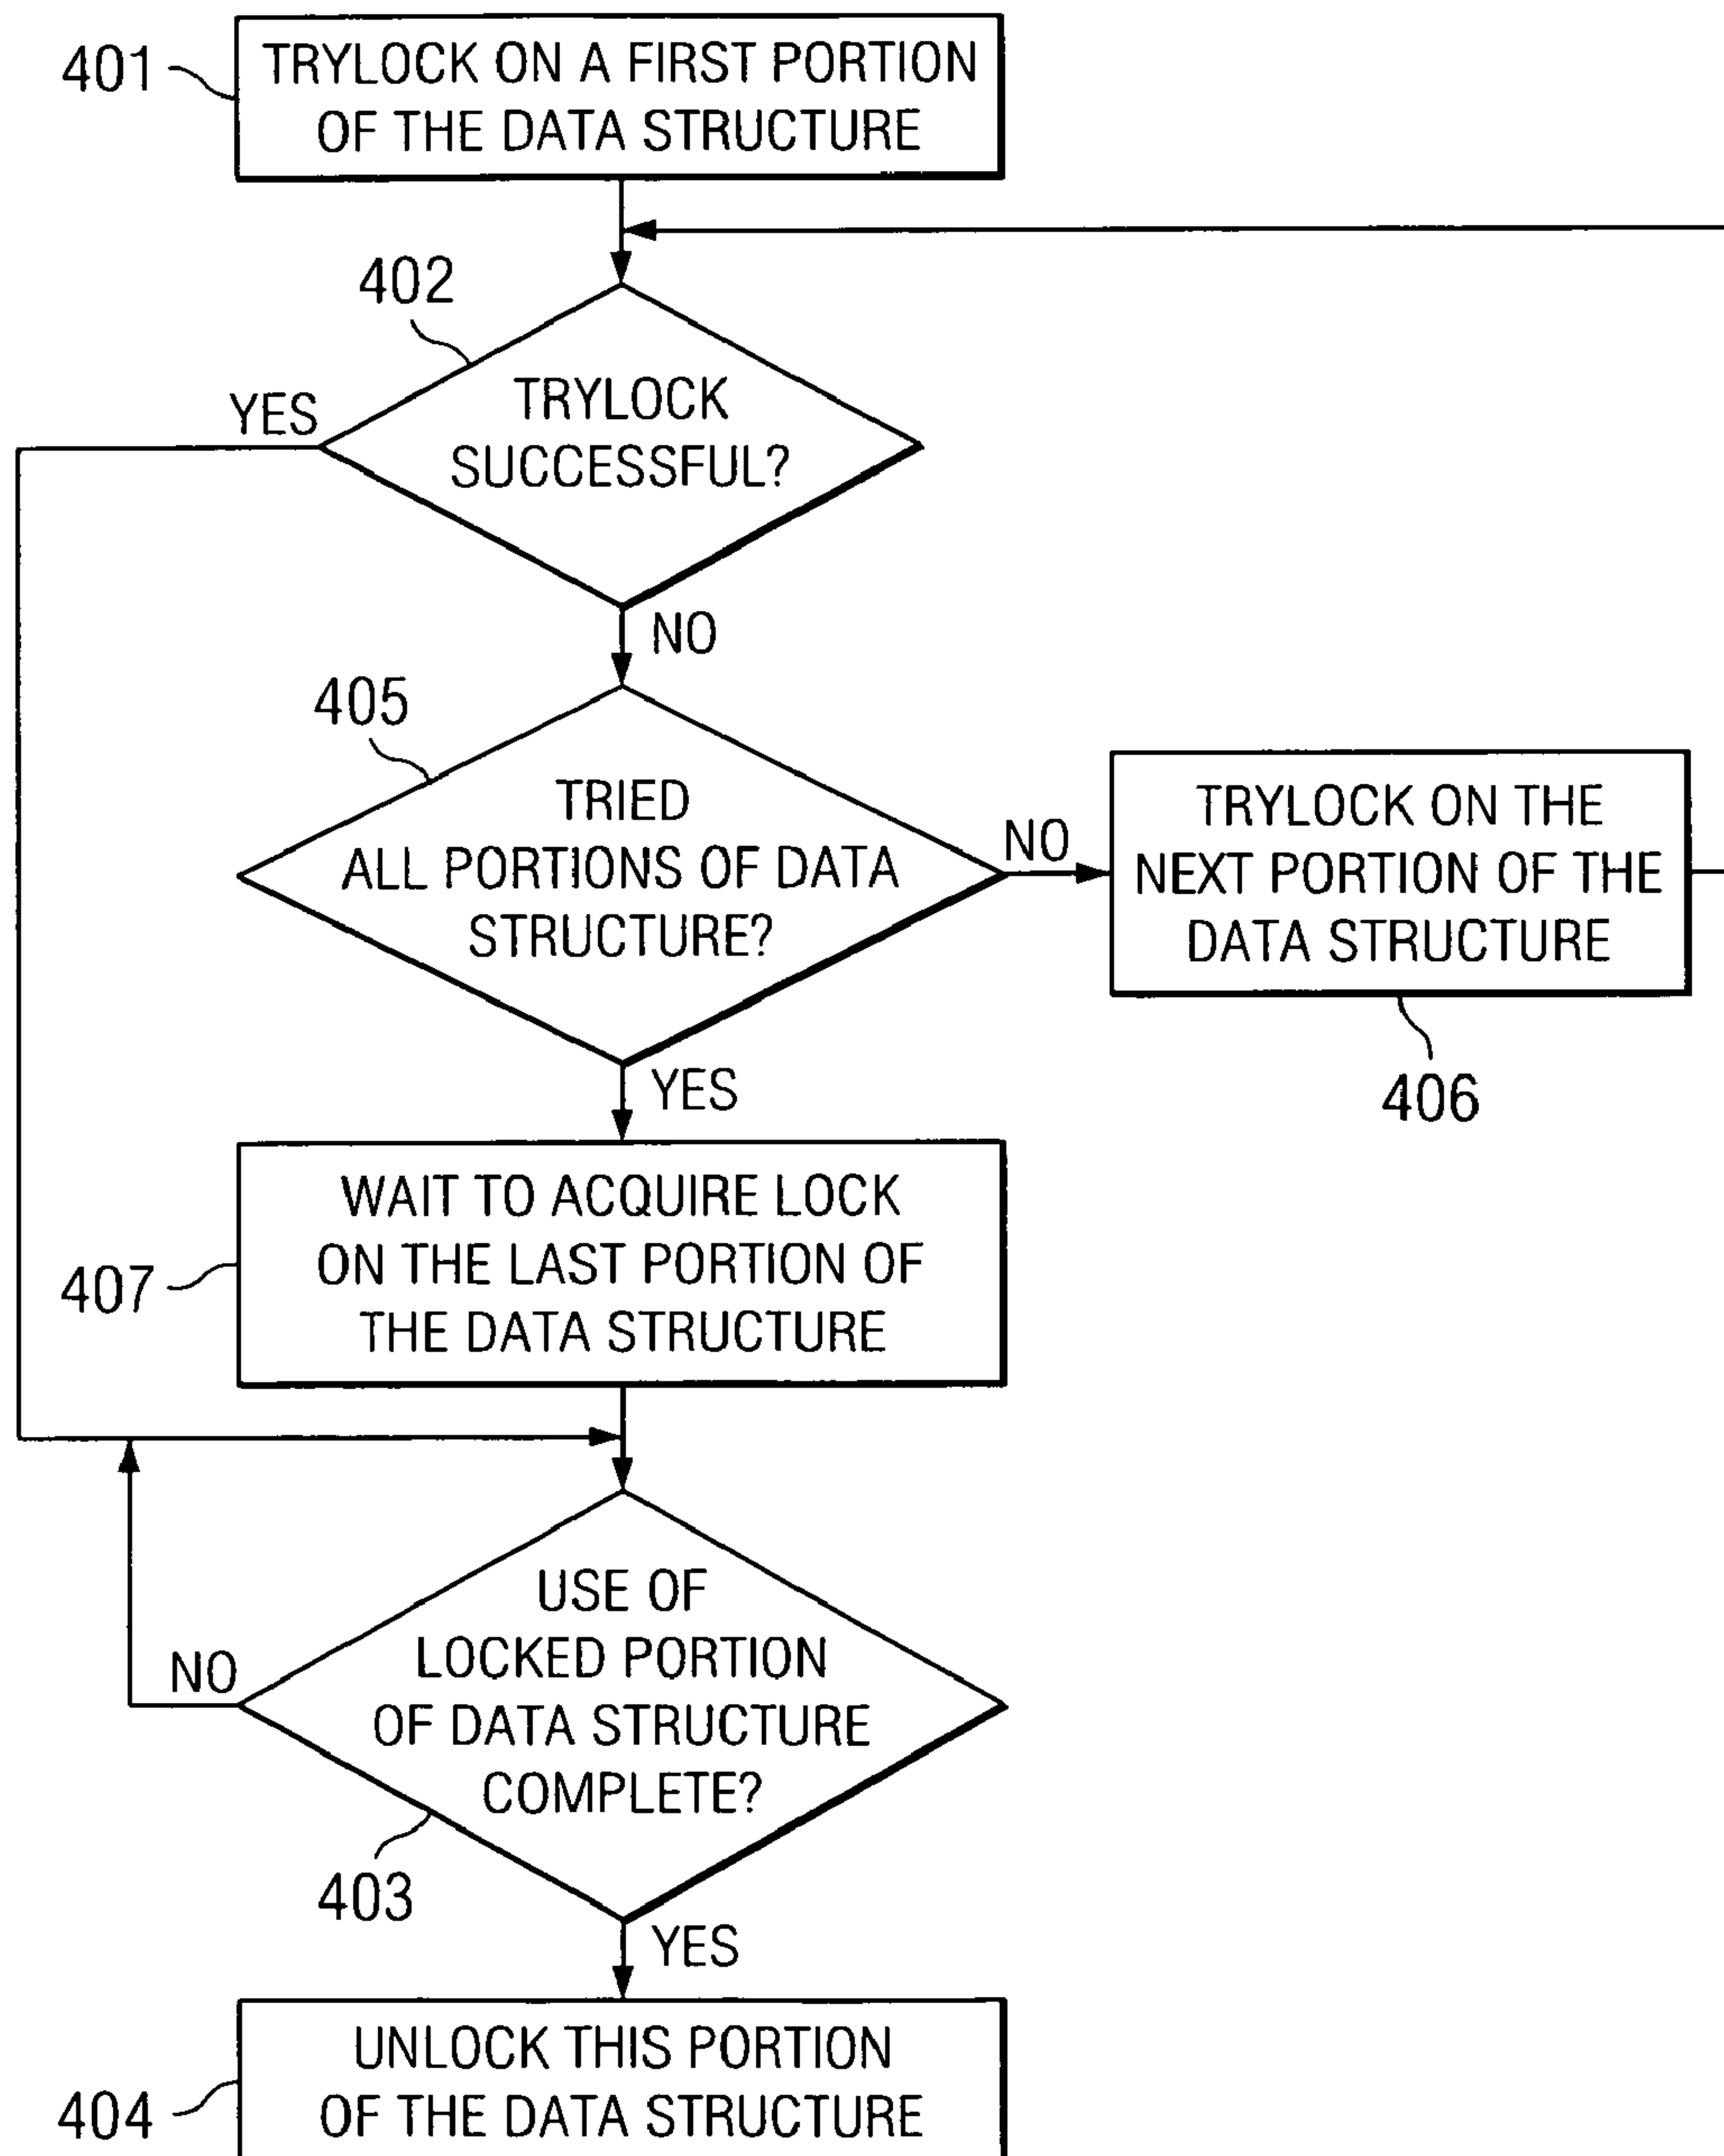 401
TRYLOCK ON A FIRST PORTION
OF THE DATA STRUCTURE
402
YES
TRYLOCK
SUCCESSFUL?
NO
405
TRIED
ALL PORTIONS OF DATA
STRUCTURE?
NO
TRYLOCK ON THE
NEXT PORTION OF THE
DATA STRUCTURE
406
YES
WAIT TO ACQUIRE LOCK
ON THE LAST PORTION OF
THE DATA STRUCTURE
407
USE OF
LOCKED PORTION
OF DATA STRUCTURE
COMPLETE?
NO
403
YES
UNLOCK THIS PORTION
OF THE DATA STRUCTURE
404